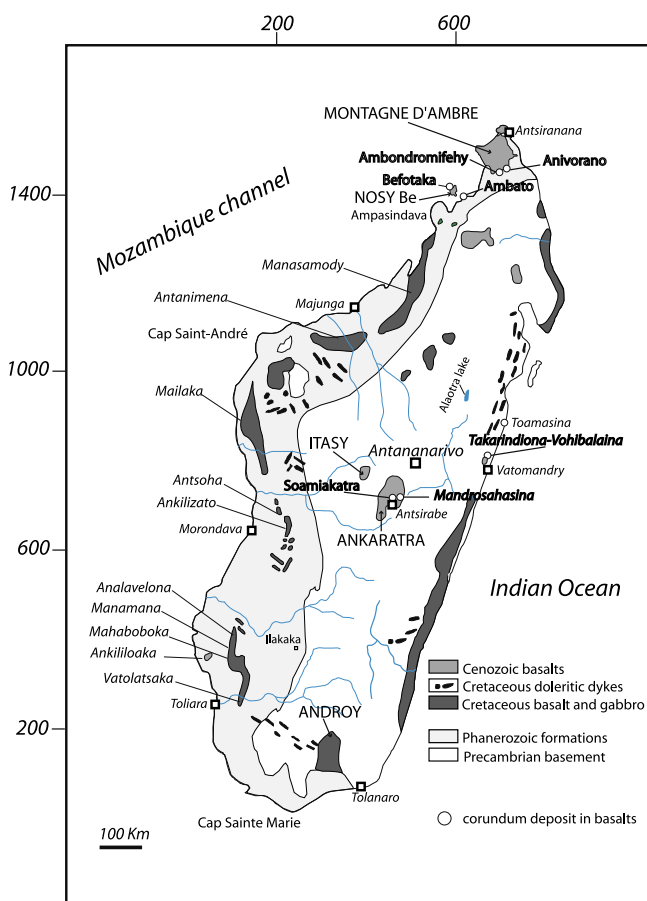 200
600
MONTAGNE D'AMBRE
Antsiranana
Ambondromifehy
Anivorano
Befotaka
Ambato
1400
NOSY Be
Ampasindava
Mozambique channel
Manasamody
Antanimena
Majunga
Cap Saint-André
1000
Mailaka
Alaotra lake
Toamasina
ITASY
Antananarivo
Takarindiona-Vohibalaina
Vatomandry
Antsoha
Soamiakatra
Mandrosahasina
Ankilizato
Antsirabe
Morondava
ANKARATRA
600
Indian Ocean
Analavelona
Manamana
Mahaboboka
Ilakaka
Ankililoaka
Vatolatsaka
Toliara
ANDROY
200
Cenozoic basalts
Cretaceous doleritic dykes
Cretaceous basalt and gabbro
Phanerozoic formations
Precambrian basement
Tolanaro
Cap Sainte Marie
corundum deposit in basalts
100 Km